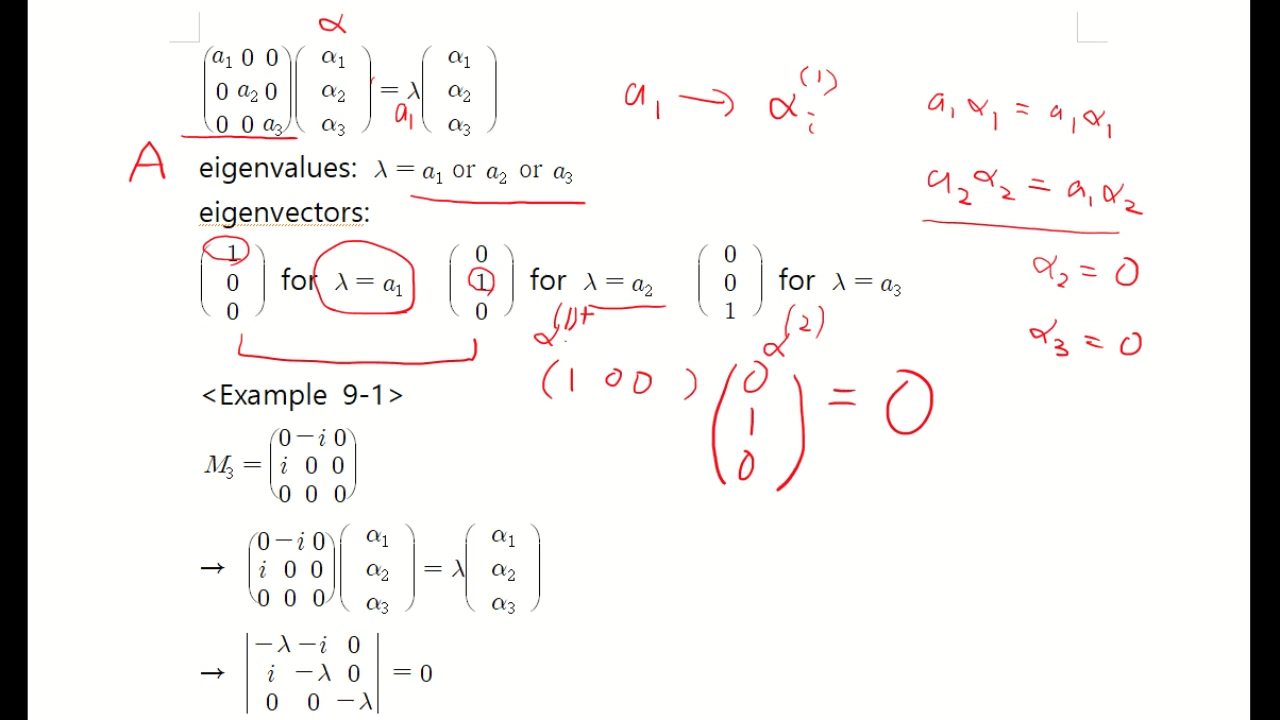 α
(a₁ 0 0
0 a₂ 0
0 0 a₃)(α₁
α₂
α₃) = λ(α₁
α₂
α₃)
a₁
a₁ → αᵢ⁽¹⁾
a₁α₁ = a₁α₁
a₂α₂ = a₁α₂
α₂ = 0
α₃ = 0
A
eigenvalues: λ = a₁ or a₂ or a₃
eigenvectors:
(1
0
0) for λ = a₁ (0
1
0) for λ = a₂ (0
0
1) for λ = a₃
α⁽¹⁾⁺ α⁽²⁾
(1 0 0)(0
1
0) = 0
<Example 9-1>
M₃ = (0 −i 0
i 0 0
0 0 0)
→ (0 −i 0
i 0 0
0 0 0)(α₁
α₂
α₃) = λ(α₁
α₂
α₃)
→ |−λ −i 0
i −λ 0
0 0 −λ| = 0